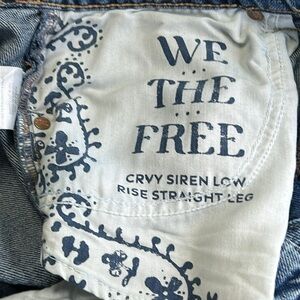 WE
THE
FREE
CRVY SIREN LOW
RISE STRAIGHT LEG